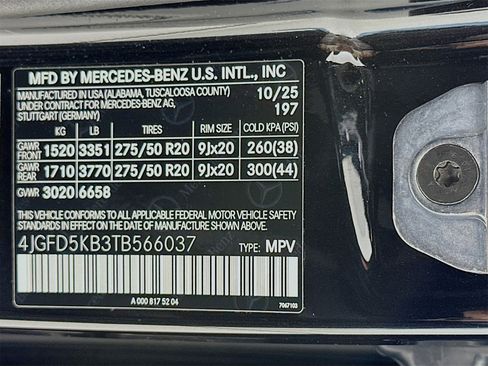 MFD BY MERCEDES-BENZ U.S. INTL., INC
MANUFACTURED IN USA (ALABAMA, TUSCALOOSA COUNTY) 10/25
UNDER CONTRACT FOR MERCEDES-BENZ AG, 197
STUTTGART (GERMANY)
KG LB TIRES RIM SIZE COLD KPA (PSI)
GAWR FRONT 1520 3351 275/50 R20 9Jx20 260(38)
GAWR REAR 1710 3770 275/50 R20 9Jx20 300(44)
GWR 3020 6658
THIS VEHICLE CONFORMS TO ALL APPLICABLE FEDERAL MOTOR VEHICLE SAFETY
STANDARDS IN EFFECT ON THE DATE OF MANUFACTURE SHOWN ABOVE.
4JGFD5KB3TB566037 TYPE: MPV
A 000 817 52 04
7067103